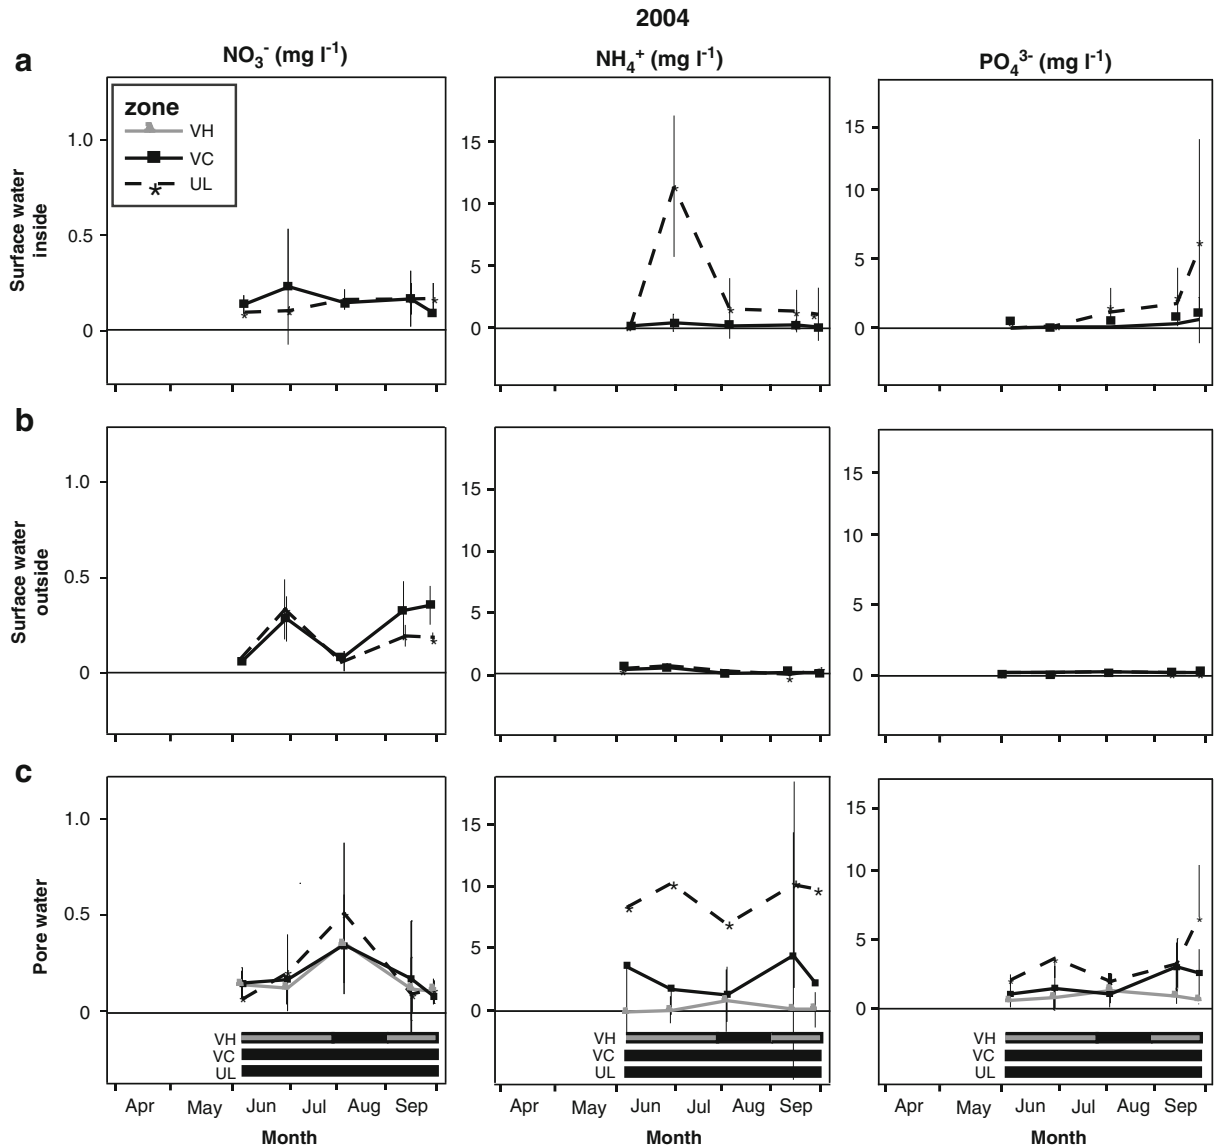 2004
a
NO₃⁻ (mg l⁻¹)
NH₄⁺ (mg l⁻¹)
PO₄³⁻ (mg l⁻¹)
Surface water
inside
zone
VH
VC
UL
1.0
0.5
0
15
10
5
0
15
10
5
0
b
Surface water
outside
1.0
0.5
0
15
10
5
0
15
10
5
0
c
Pore water
1.0
0.5
0
15
10
5
0
15
10
5
0
VH
VC
UL
VH
VC
UL
VH
VC
UL
Apr May Jun Jul Aug Sep
Apr May Jun Jul Aug Sep
Apr May Jun Jul Aug Sep
Month
Month
Month